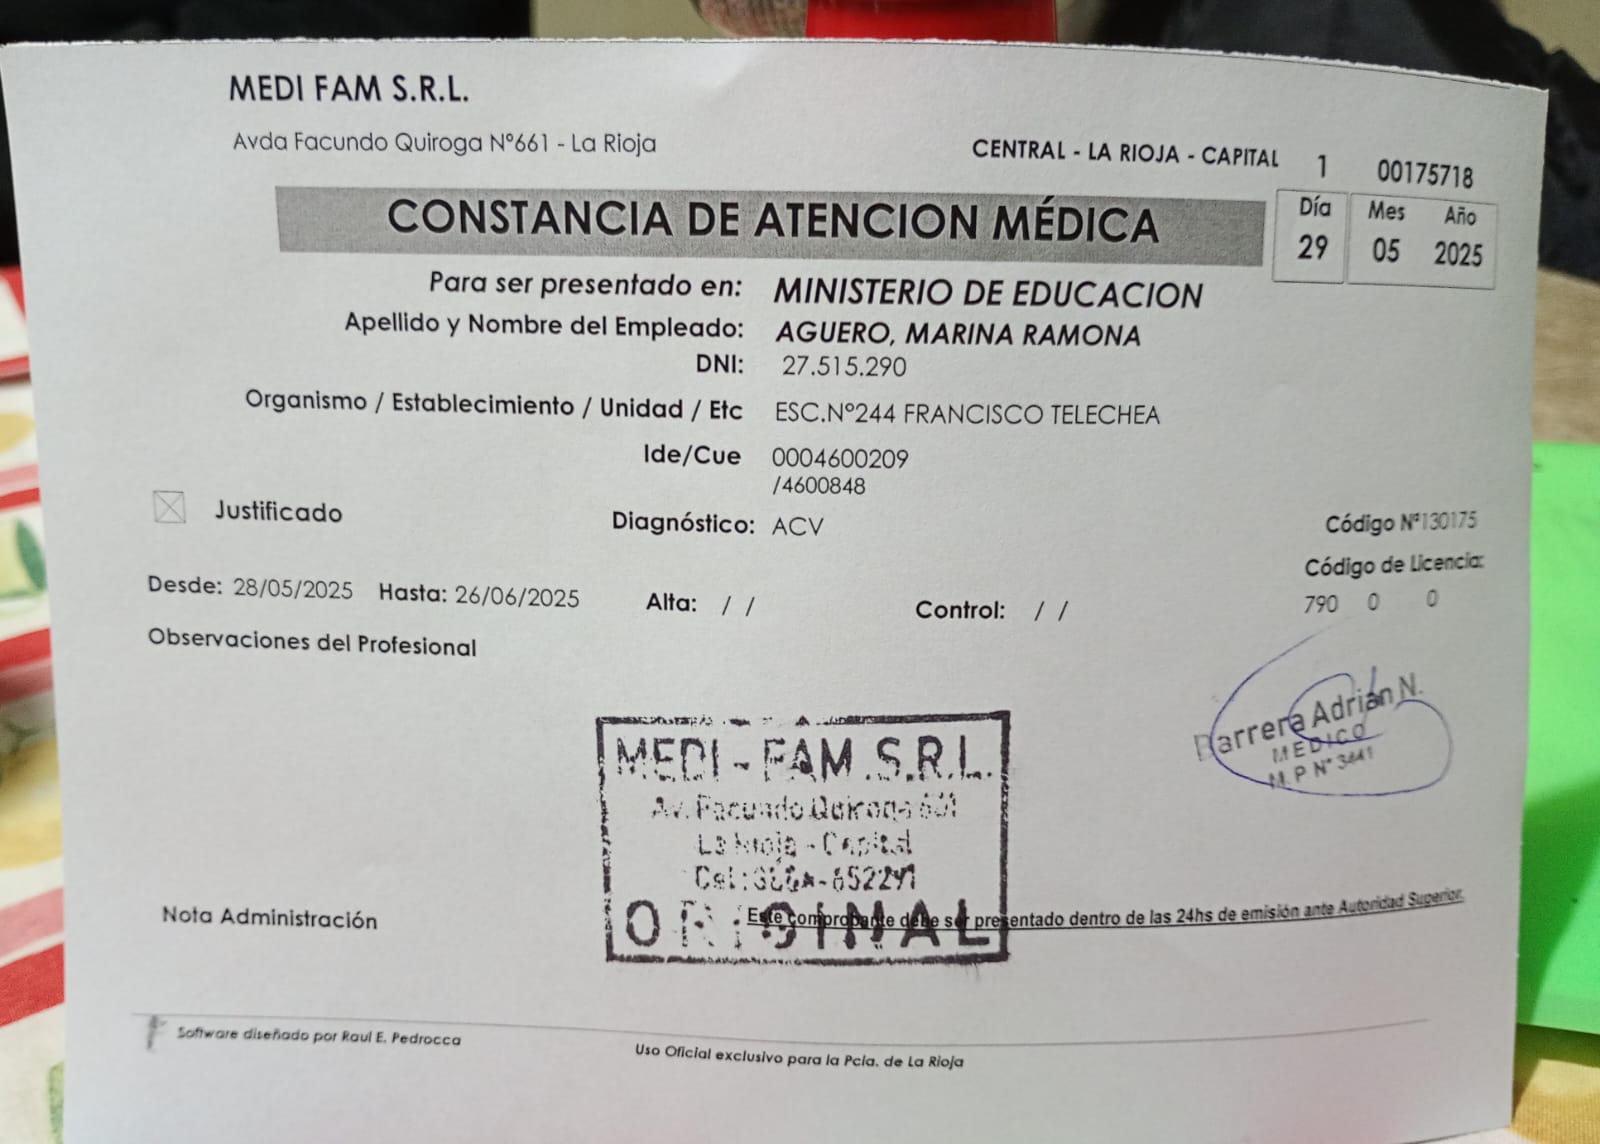 MEDI FAM S.R.L.
Avda Facundo Quiroga Nº661 - La Rioja
CENTRAL - LA RIOJA - CAPITAL 1 00175718
CONSTANCIA DE ATENCION MÉDICA
Día Mes Año
29 05 2025
Para ser presentado en: MINISTERIO DE EDUCACION
Apellido y Nombre del Empleado: AGUERO, MARINA RAMONA
DNI: 27.515.290
Organismo / Establecimiento / Unidad / Etc ESC.Nº244 FRANCISCO TELECHEA
Ide/Cue 0004600209
/4600848
Justificado
Diagnóstico: ACV
Código Nº130175
Código de Licencia:
790 0 0
Desde: 28/05/2025 Hasta: 26/06/2025 Alta: / / Control: / /
Observaciones del Profesional
Barrera Adrián N.
MEDICO
M.P Nº 3441
MEDI - FAM.S.R.L.
Av. Facundo Quiroga
La Rioja - Capital
ORIGINAL
Nota Administración
Este comprobante debe ser presentado dentro de las 24hs de emisión ante Autoridad Superior.
Software diseñado por Raul E. Pedrocca
Uso Oficial exclusivo para la Pcia. de La Rioja